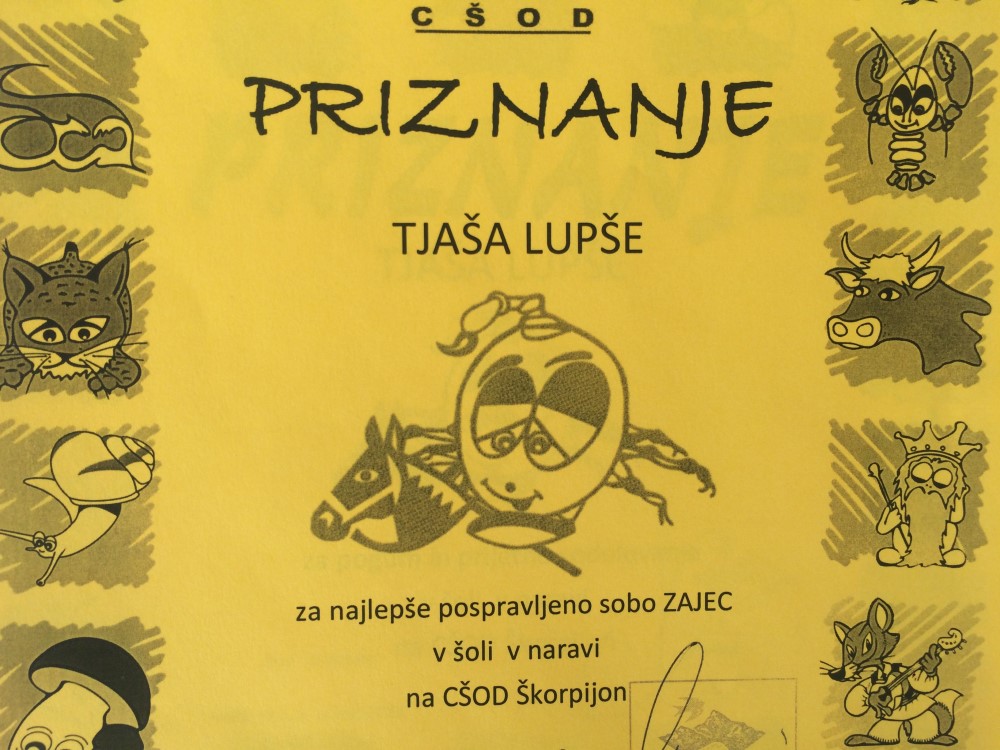 CŠOD
PRIZNANJE
TJAŠA LUPŠE
za najlepše pospravljeno sobo ZAJEC
v šoli v naravi
na CŠOD Škorpijon